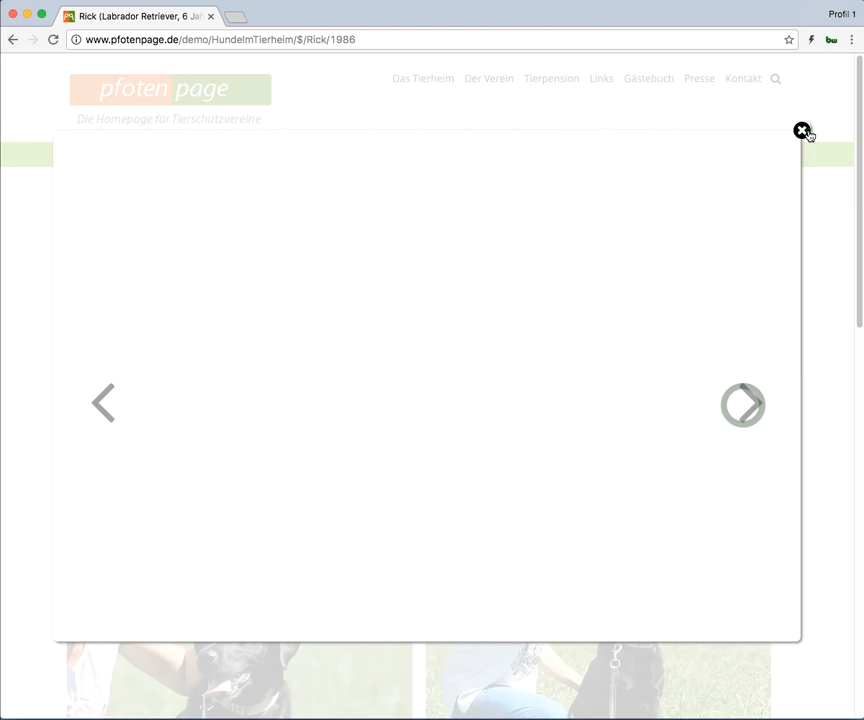 Rick (Labrador Retriever, 6 Ja
Profil 1
www.pfotenpage.de/demo/HundeImTierheim/$/Rick/1986
bw
pfoten page
Die Homepage für Tierschutzvereine
Das Tierheim Der Verein Tierpension Links Gästebuch Presse Kontakt